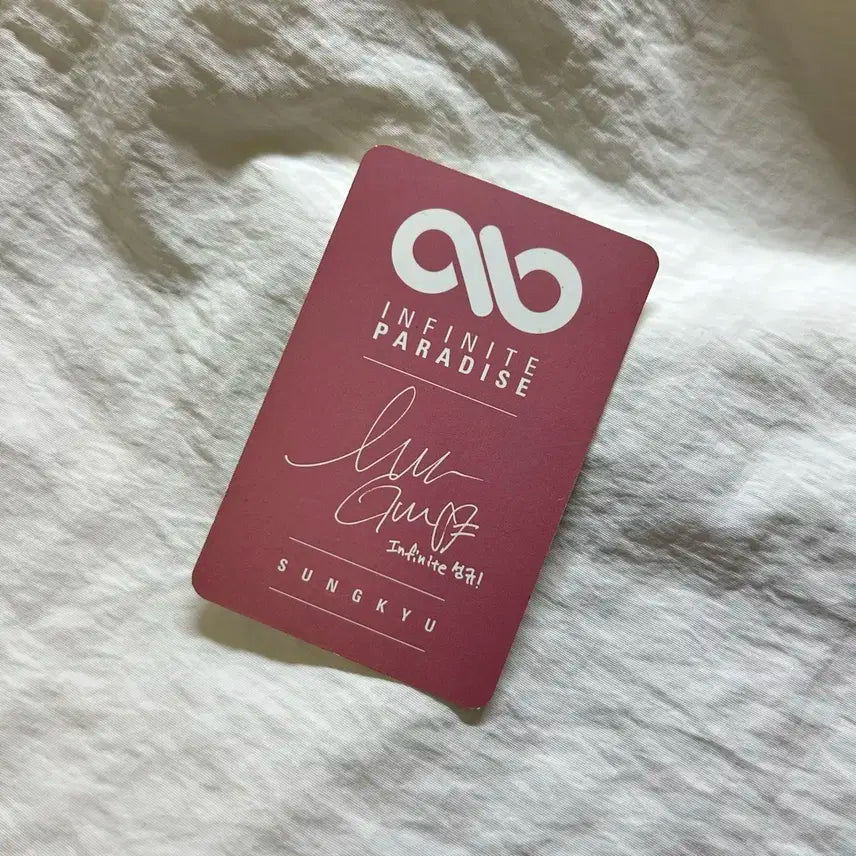 INFINITE
PARADISE
Infinite 성규!
SUNGKYU